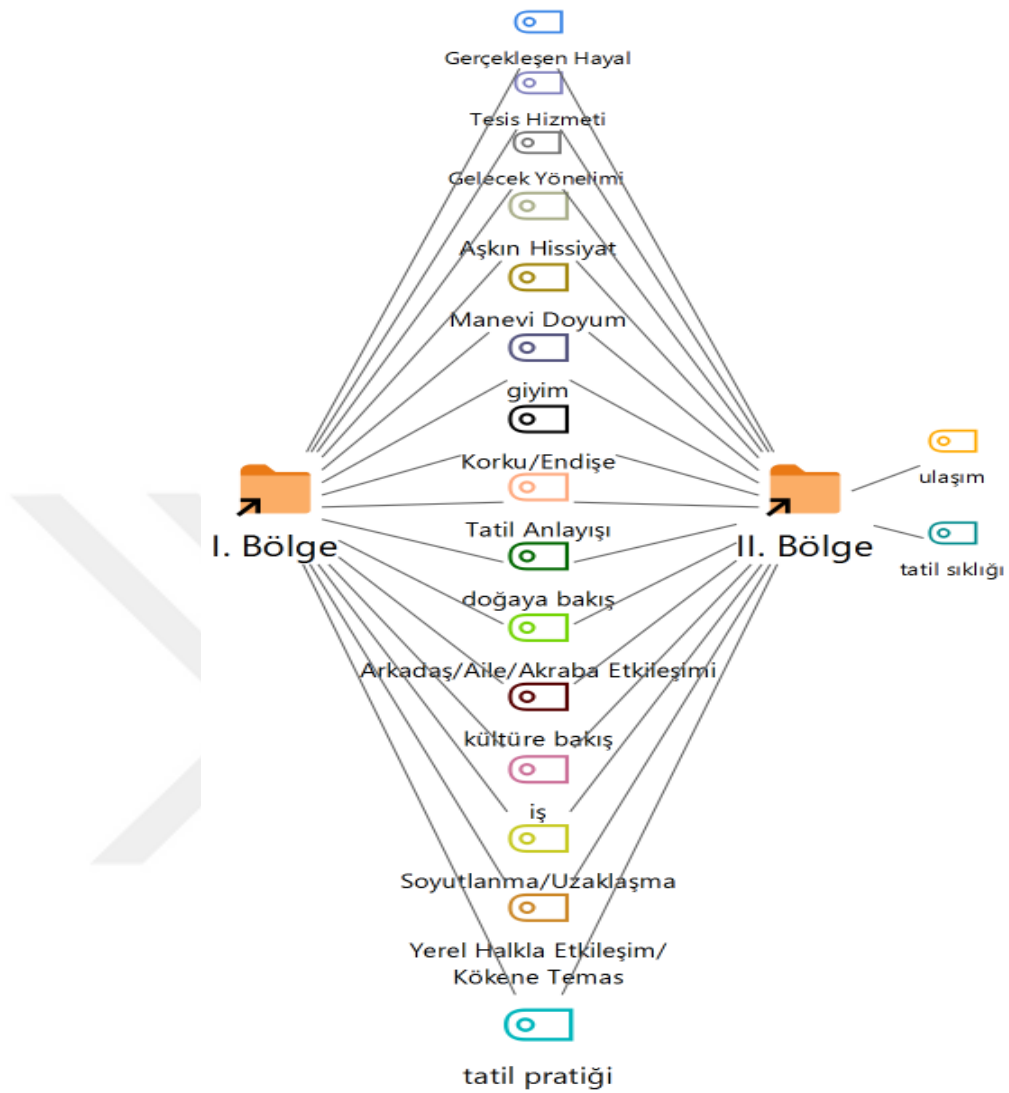 Gerçekleşen Hayal
Tesis Hizmeti
Gelecek Yönelimi
Aşkın Hissiyat
Manevi Doyum
giyim
Korku/Endişe
Tatil Anlayışı
doğaya bakış
Arkadaş/Aile/Akraba Etkileşimi
kültüre bakış
iş
Soyutlanma/Uzaklaşma
Yerel Halkla Etkileşim/
Kökene Temas
tatil pratiği
I. Bölge
II. Bölge
ulaşım
tatil sıklığı